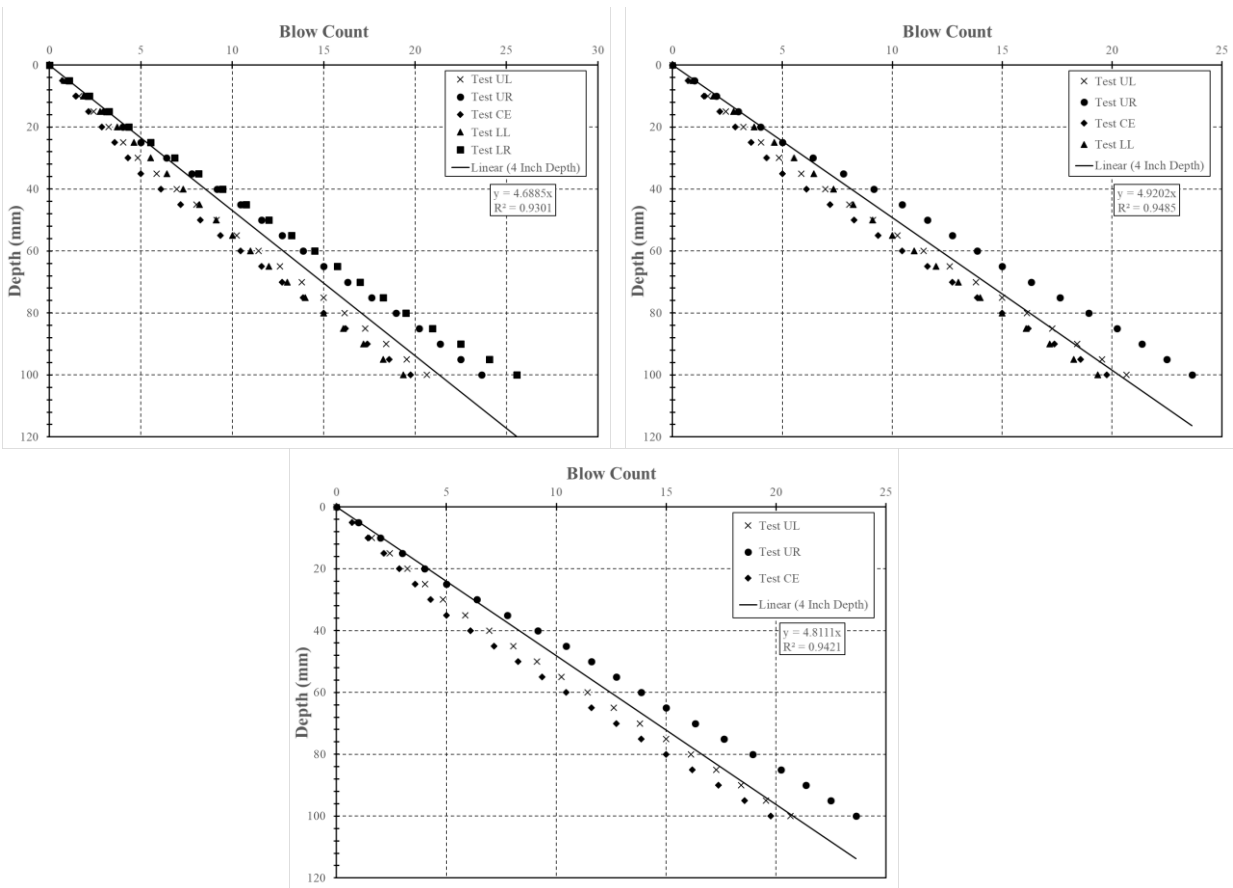 Blow Count
0 5 10 15 20 25 30
0
20
40
60
80
100
120
Depth (mm)
Test UL
Test UR
Test CE
Test LL
Test LR
Linear (4 Inch Depth)
y = 4.6885x
R² = 0.9301
Blow Count
0 5 10 15 20 25
0
20
40
60
80
100
120
Depth (mm)
Test UL
Test UR
Test CE
Test LL
Linear (4 Inch Depth)
y = 4.9202x
R² = 0.9485
Blow Count
0 5 10 15 20 25
0
20
40
60
80
100
120
Depth (mm)
Test UL
Test UR
Test CE
Linear (4 Inch Depth)
y = 4.8111x
R² = 0.9421